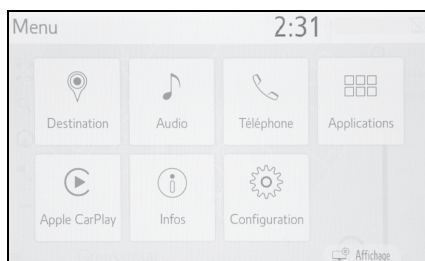 Menu 2:31
Destination Audio Téléphone Applications
Apple CarPlay Infos Configuration
Affichage